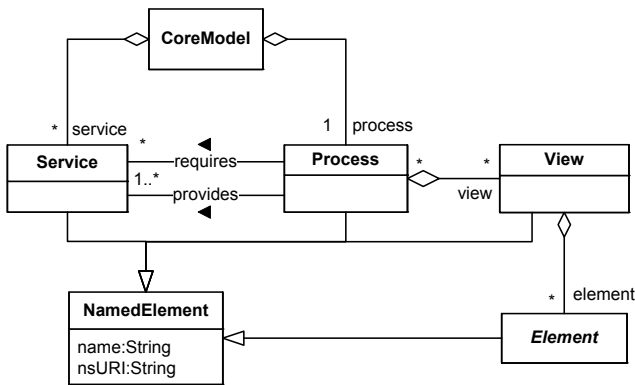 CoreModel
* service
1 process
Service
* requires
Process
* *
View
1..* provides
view
* element
NamedElement
Element
name:String
nsURI:String